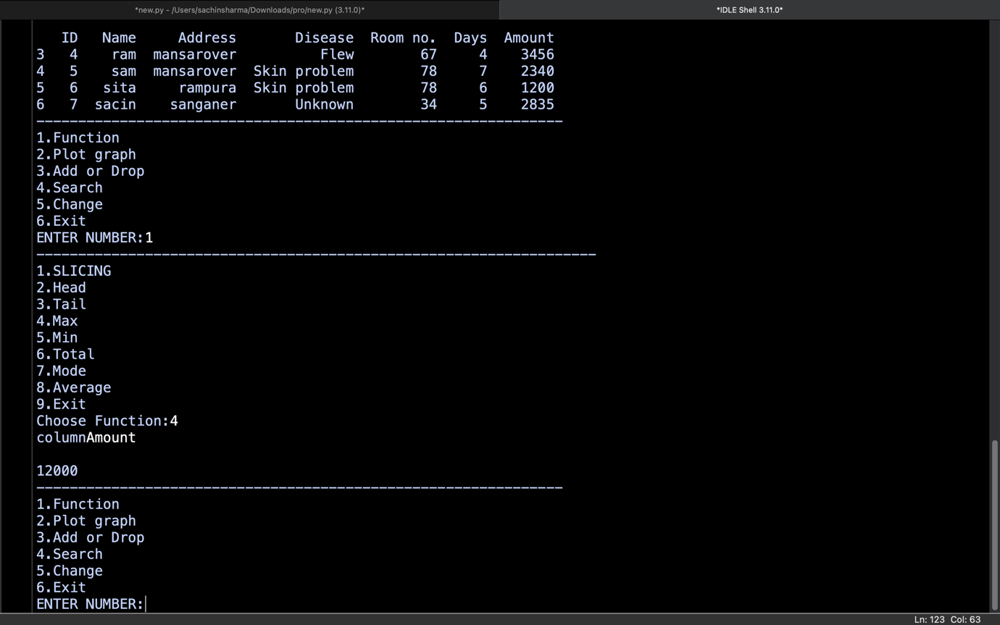 *new.py - /Users/sachinsharma/Downloads/pro/new.py (3.11.0)*
*IDLE Shell 3.11.0*
ID Name Address Disease Room no. Days Amount
3 4 ram mansarover Flew 67 4 3456
4 5 sam mansarover Skin problem 78 7 2340
5 6 sita rampura Skin problem 78 6 1200
6 7 sacin sanganer Unknown 34 5 2835
1.Function
2.Plot graph
3.Add or Drop
4.Search
5.Change
6.Exit
ENTER NUMBER:1
1.SLICING
2.Head
3.Tail
4.Max
5.Min
6.Total
7.Mode
8.Average
9.Exit
Choose Function:4
columnAmount
12000
1.Function
2.Plot graph
3.Add or Drop
4.Search
5.Change
6.Exit
ENTER NUMBER:
Ln: 123 Col: 63